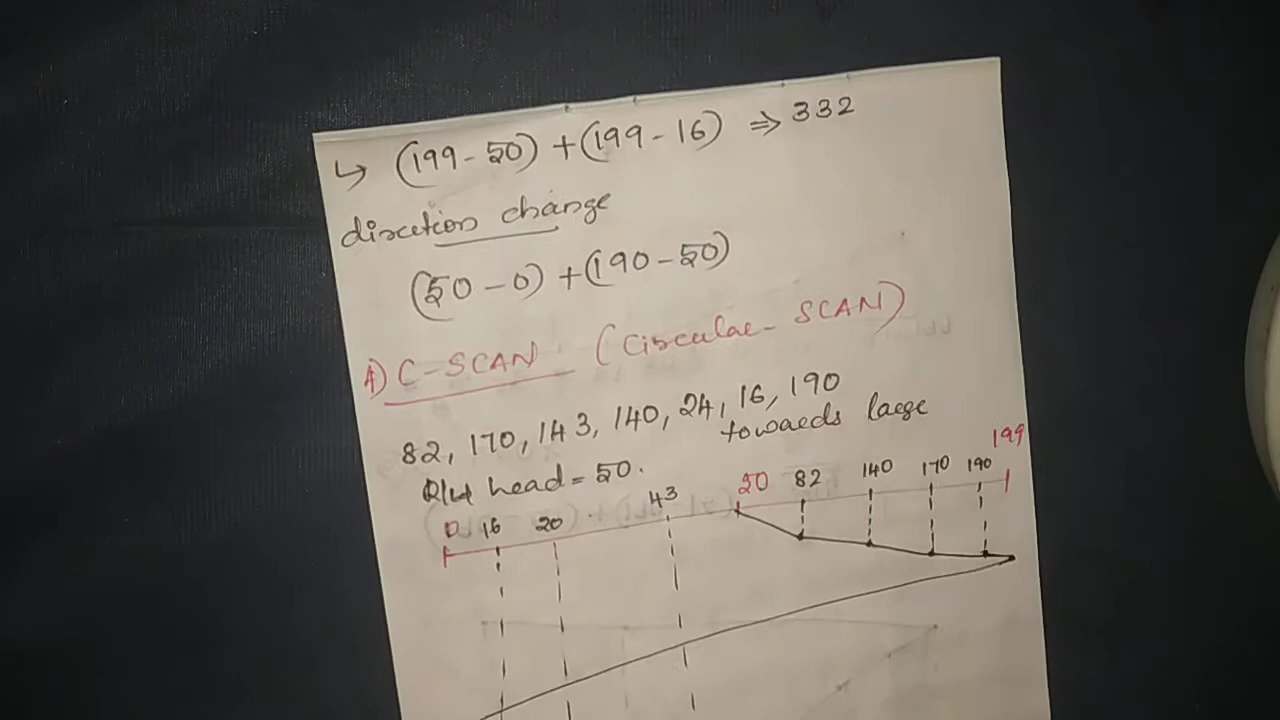 ↳ (199-50) + (199-16) ⇒ 332
direction change
(50-0) + (190-50)
4) C-SCAN (Circular-SCAN)
82, 170, 143, 140, 24, 16, 190
towards large
R/W head = 50.
0 16 20 43 50 82 140 170 190 199